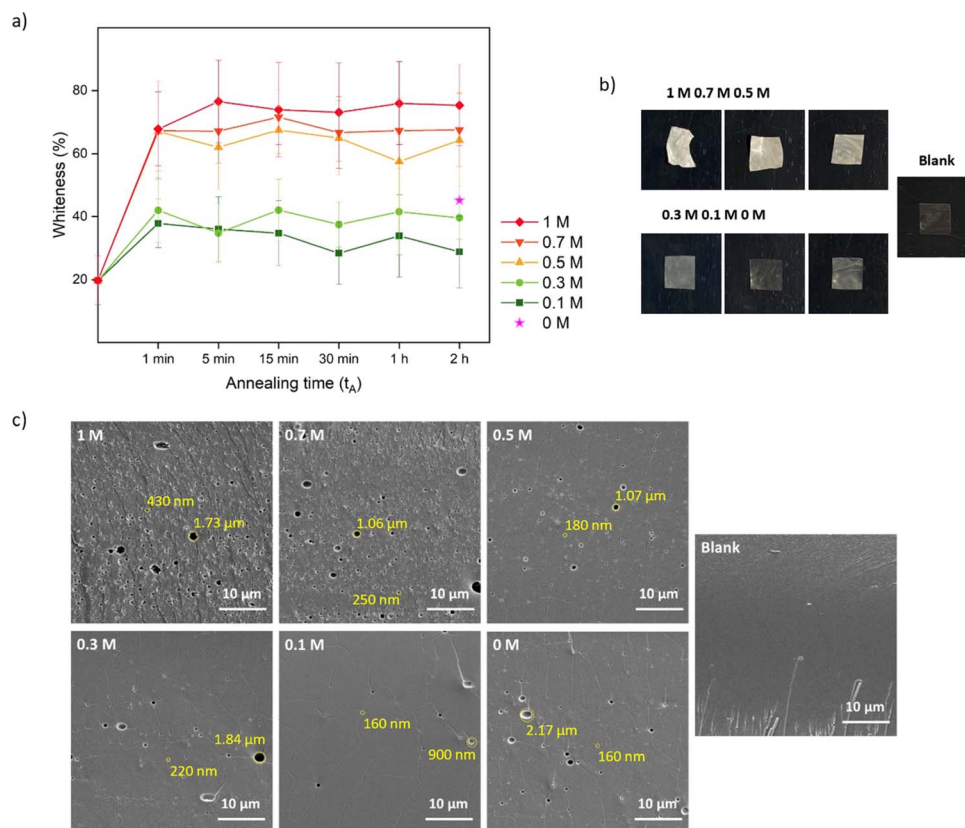 a)
Whiteness (%)
80
60
40
20
1 min
5 min
15 min
30 min
1 h
2 h
Annealing time (tA)
1 M
0.7 M
0.5 M
0.3 M
0.1 M
0 M
b)
1 M 0.7 M 0.5 M
0.3 M 0.1 M 0 M
Blank
c)
1 M
430 nm
1.73 μm
10 μm
0.7 M
1.06 μm
250 nm
10 μm
0.5 M
1.07 μm
180 nm
10 μm
0.3 M
1.84 μm
220 nm
10 μm
0.1 M
160 nm
900 nm
10 μm
0 M
2.17 μm
160 nm
10 μm
Blank
10 μm